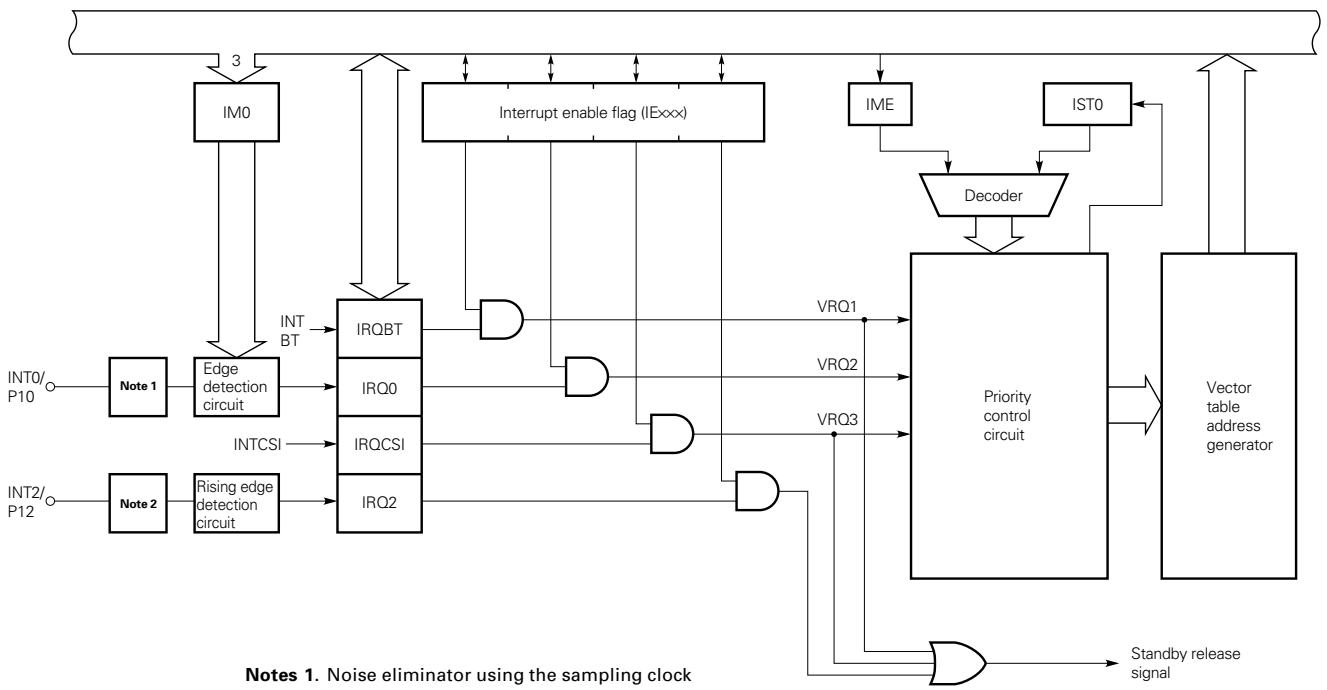 3
IM0
Interrupt enable flag (IE×××)
IME
IST0
Decoder
INT
BT
IRQBT
VRQ1
INT0/
P10
Note 1
Edge
detection
circuit
IRQ0
VRQ2
Priority
control
circuit
Vector
table
address
generator
INTCSI
IRQCSI
VRQ3
INT2/
P12
Note 2
Rising edge
detection
circuit
IRQ2
Standby release
signal
Notes 1. Noise eliminator using the sampling clock